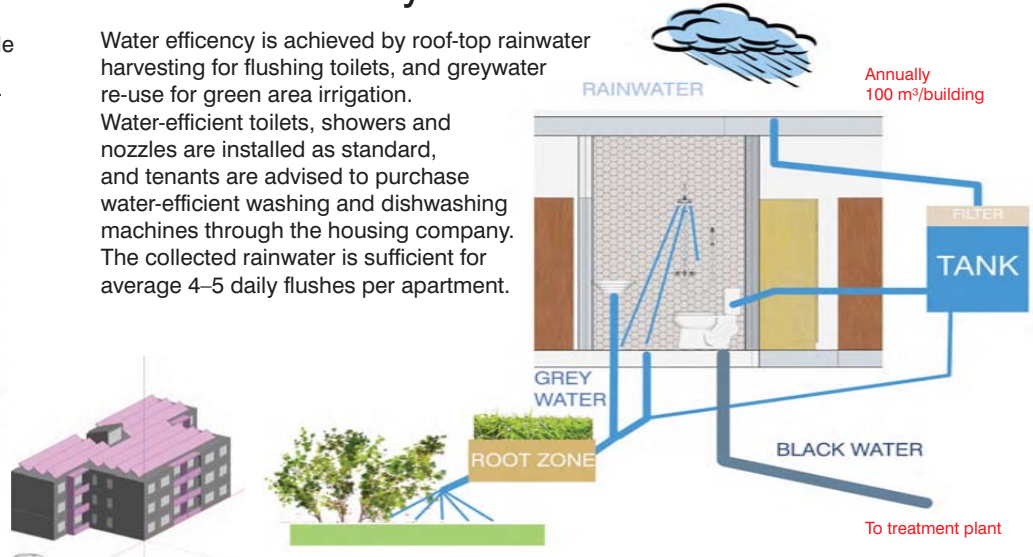 Water efficency is achieved by roof-top rainwater
harvesting for flushing toilets, and greywater
re-use for green area irrigation.
Water-efficient toilets, showers and
nozzles are installed as standard,
and tenants are advised to purchase
water-efficient washing and dishwashing
machines through the housing company.
The collected rainwater is sufficient for
average 4–5 daily flushes per apartment.
RAINWATER
Annually
100 m³/building
FILTER
TANK
GREY
WATER
ROOT ZONE
BLACK WATER
To treatment plant